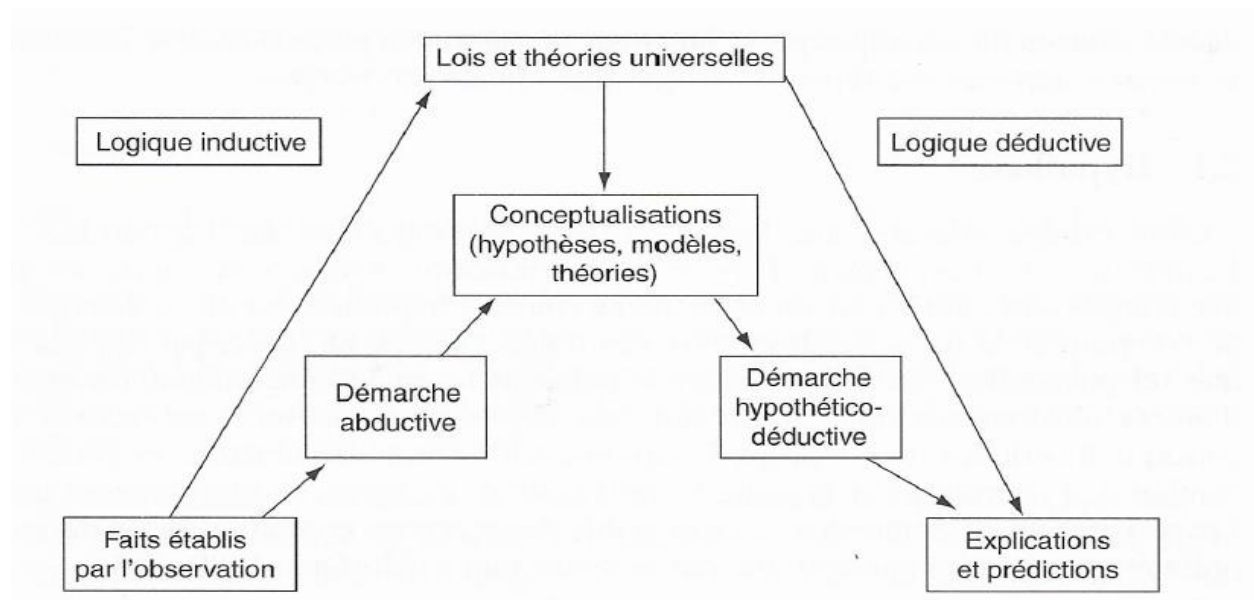 Lois et théories universelles
Logique inductive
Logique déductive
Conceptualisations
(hypothèses, modèles,
théories)
Démarche
abductive
Démarche
hypothético-
déductive
Faits établis
par l'observation
Explications
et prédictions